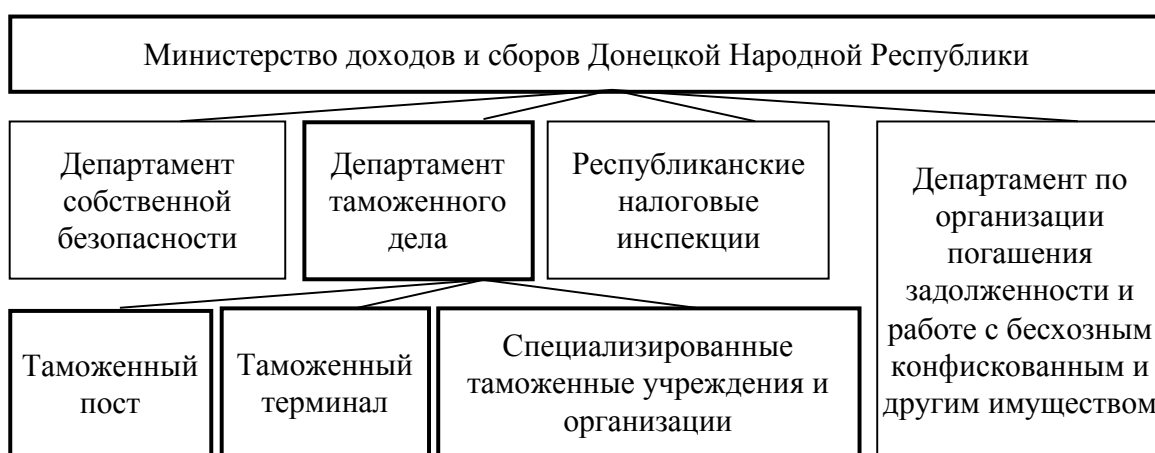 Министерство доходов и сборов Донецкой Народной Республики
Департамент
собственной
безопасности
Департамент
таможенного
дела
Республиканские
налоговые
инспекции
Департамент по
организации
погашения
задолженности и
работе с бесхозным
конфискованным и
другим имуществом
Таможенный
пост
Таможенный
терминал
Специализированные
таможенные учреждения и
организации